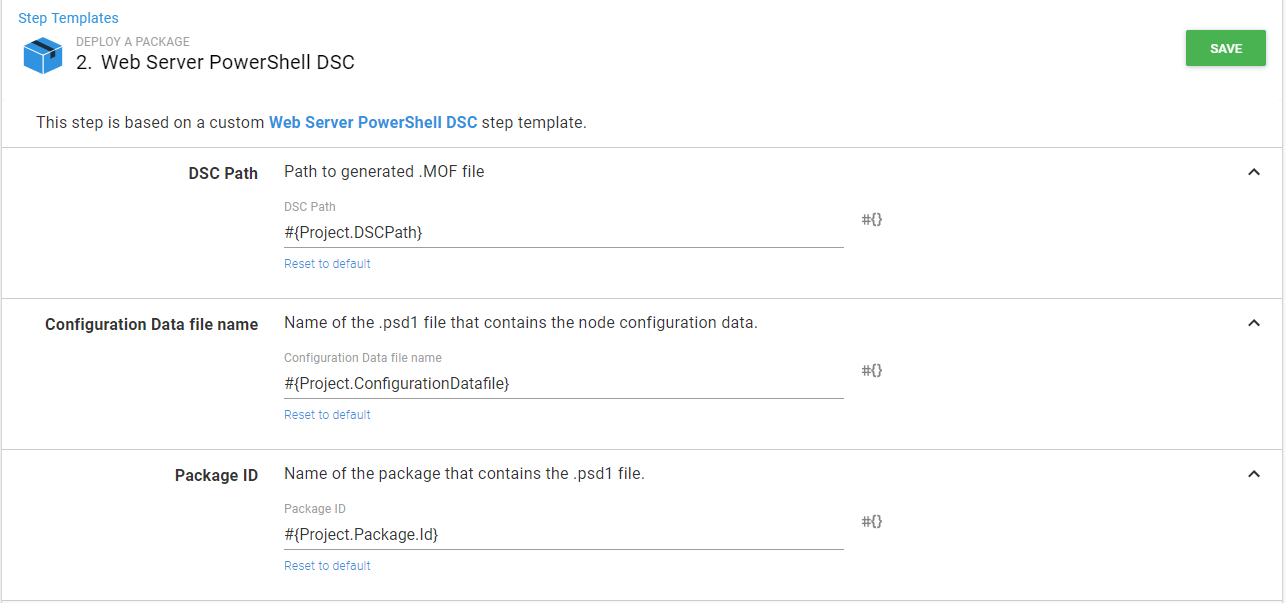 Step Templates
DEPLOY A PACKAGE
2. Web Server PowerShell DSC
SAVE
This step is based on a custom Web Server PowerShell DSC step template.
DSC Path
Path to generated .MOF file
DSC Path
#{Project.DSCPath}
#{}
Reset to default
Configuration Data file name
Name of the .psd1 file that contains the node configuration data.
Configuration Data file name
#{Project.ConfigurationDatafile}
#{}
Reset to default
Package ID
Name of the package that contains the .psd1 file.
Package ID
#{Project.Package.Id}
#{}
Reset to default